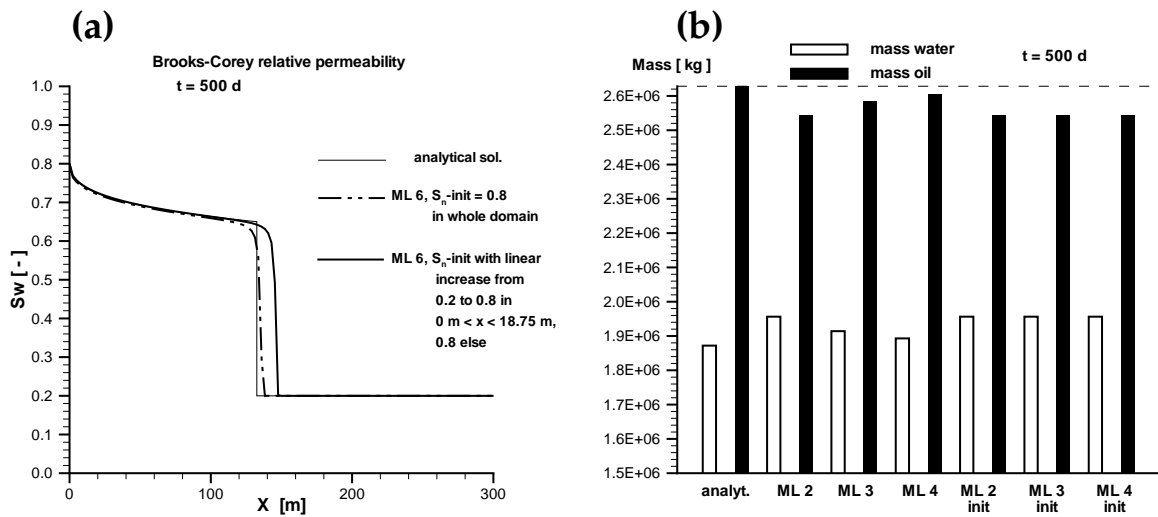 (a)
Brooks-Corey relative permeability
t = 500 d
1.0
0.9
0.8
0.7
0.6
0.5
0.4
0.3
0.2
0.1
0.0
Sw [ - ]
0
100
200
300
X [m]
analytical sol.
ML 6, Sn-init = 0.8
in whole domain
ML 6, Sn-init with linear
increase from
0.2 to 0.8 in
0 m < x < 18.75 m,
0.8 else
(b)
mass water
mass oil
t = 500 d
Mass [ kg ]
2.6E+06
2.5E+06
2.4E+06
2.3E+06
2.2E+06
2.1E+06
2.0E+06
1.9E+06
1.8E+06
1.7E+06
1.6E+06
1.5E+06
analyt.
ML 2
ML 3
ML 4
ML 2
init
ML 3
init
ML 4
init